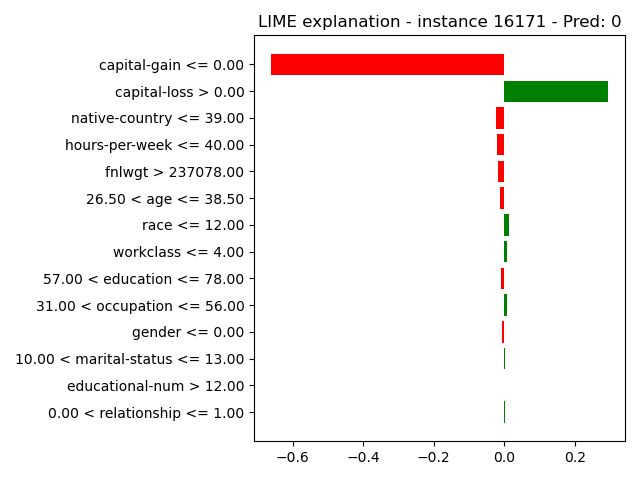 LIME explanation - instance 16171 - Pred: 0
capital-gain <= 0.00
capital-loss > 0.00
native-country <= 39.00
hours-per-week <= 40.00
fnlwgt > 237078.00
26.50 < age <= 38.50
race <= 12.00
workclass <= 4.00
57.00 < education <= 78.00
31.00 < occupation <= 56.00
gender <= 0.00
10.00 < marital-status <= 13.00
educational-num > 12.00
0.00 < relationship <= 1.00
−0.6 −0.4 −0.2 0.0 0.2